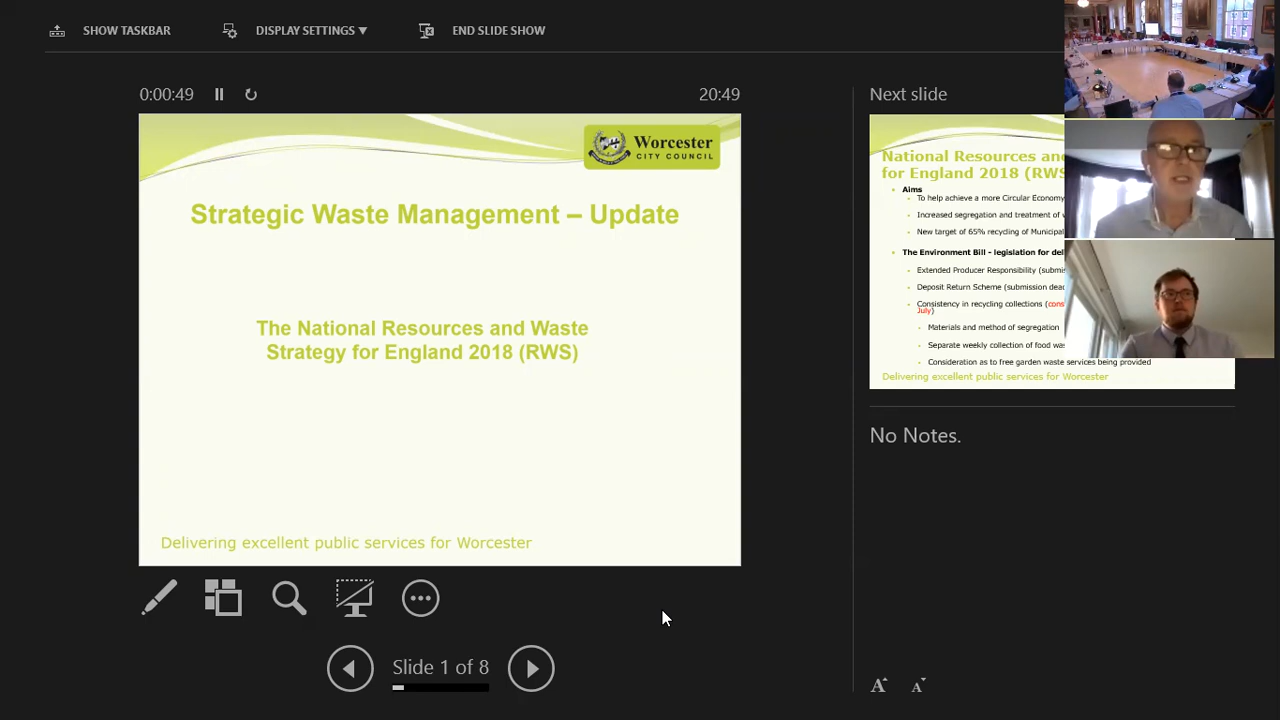 SHOW TASKBAR
DISPLAY SETTINGS
END SLIDE SHOW
0:00:49
20:49
Worcester
CITY COUNCIL
Strategic Waste Management – Update
The National Resources and Waste
Strategy for England 2018 (RWS)
Delivering excellent public services for Worcester
Slide 1 of 8
Next slide
National Resources and
for England 2018 (RWS
Aims
To help achieve a more Circular Economy
Increased segregation and treatment of
New target of 65% recycling of Municipal
The Environment Bill - legislation for
Extended Producer Responsibility
Deposit Return Scheme (submission
Consistency in recycling collections
July)
Materials and method of segregation
Separate weekly collection of food
Consideration as to free garden waste services being provided
Delivering excellent public services for Worcester
No Notes.
A
A